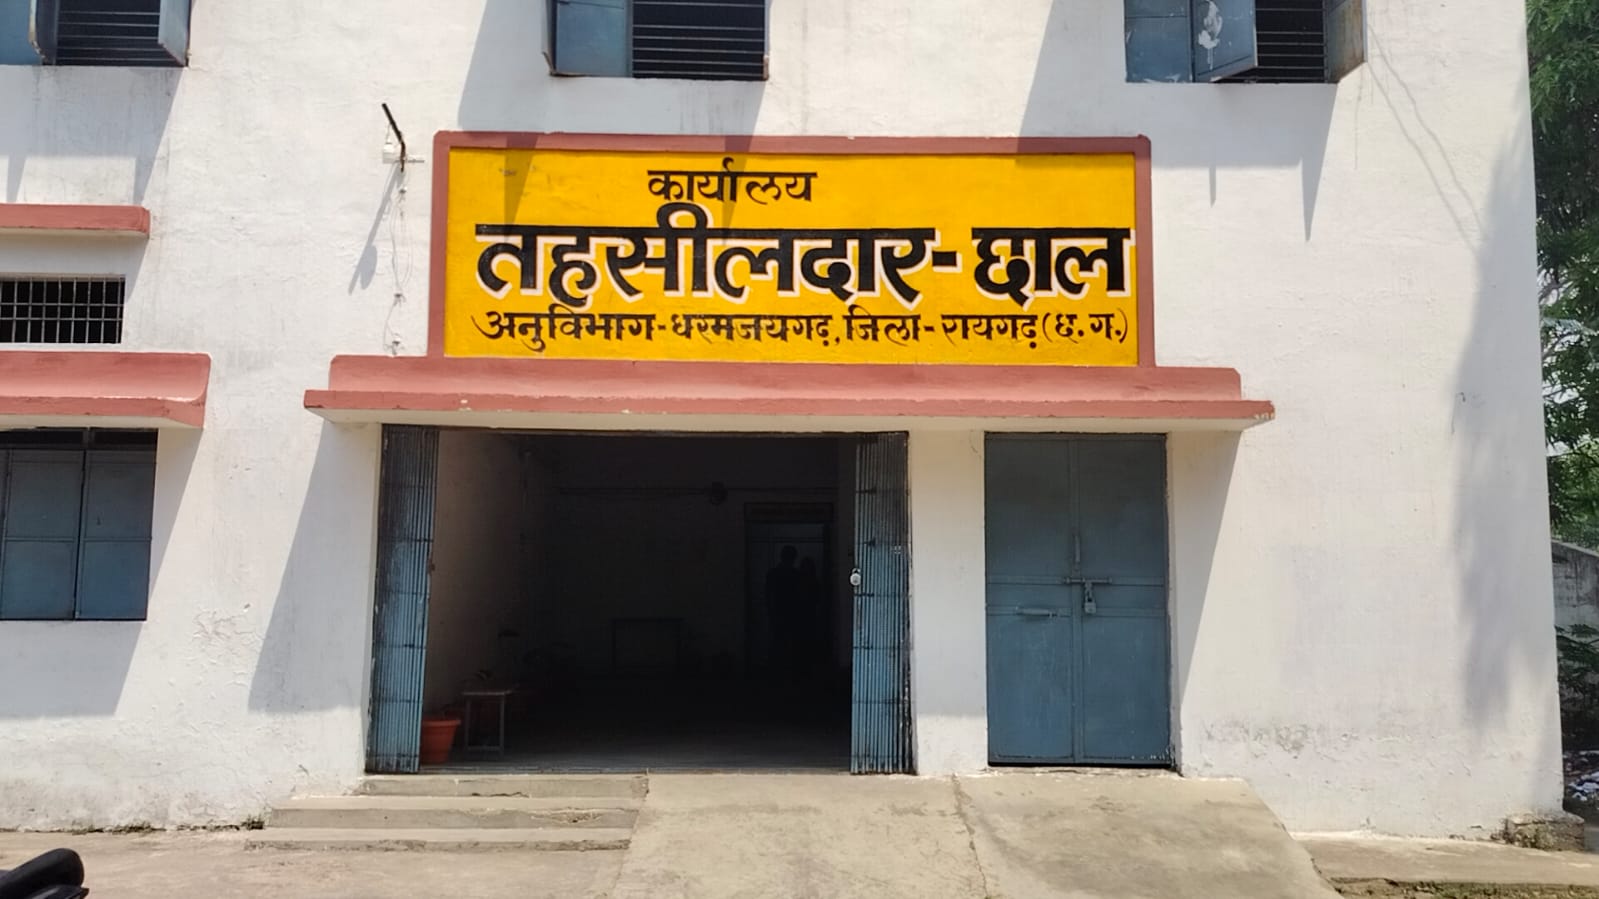 कार्यालय
तहसीलदार-छाल
अनुविभाग-धरमजयगढ़, जिला-रायगढ़ (छ.ग.)